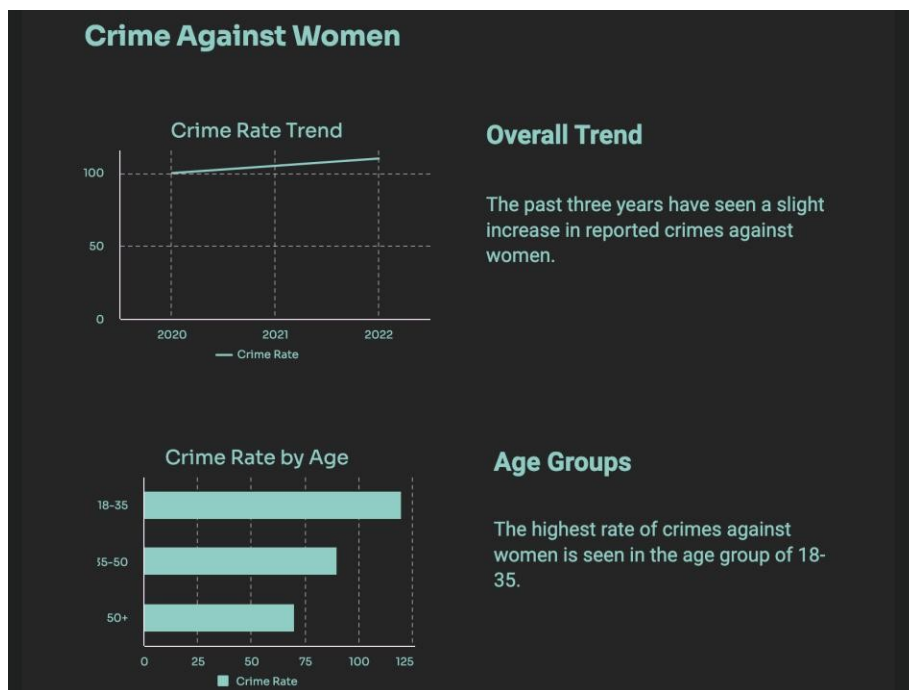 Crime Against Women
Crime Rate Trend
100
50
0
2020 2021 2022
Crime Rate
Overall Trend
The past three years have seen a slight
increase in reported crimes against
women.
Crime Rate by Age
18-35
35-50
50+
0 25 50 75 100 125
Crime Rate
Age Groups
The highest rate of crimes against
women is seen in the age group of 18-
35.